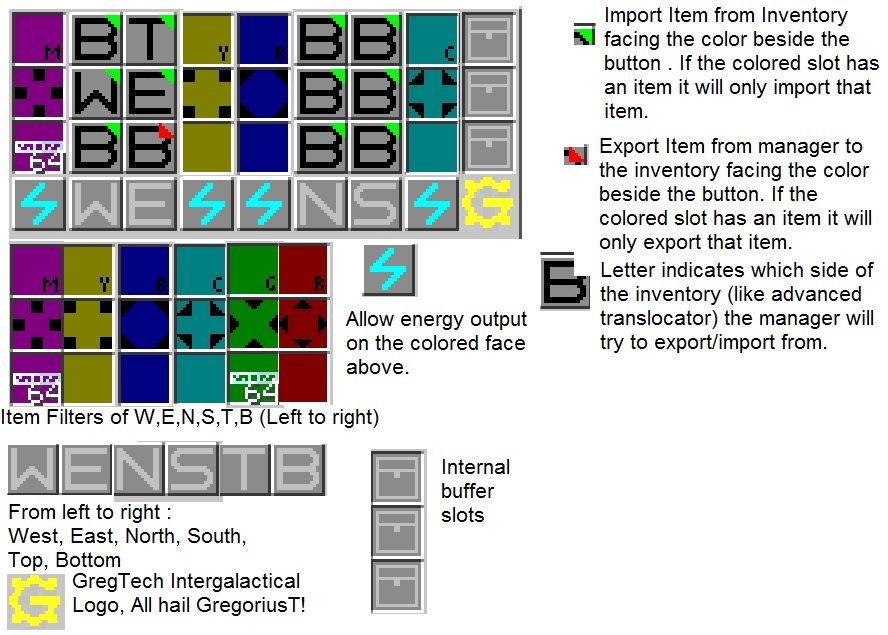 M B T Y B B B C
W E B B
64 B B B B
W E N S G
Import Item from Inventory
facing the color beside the
button . If the colored slot has
an item it will only import that
item.
Export Item from manager to
the inventory facing the color
beside the button. If the
colored slot has an item it will
only export that item.
B
Letter indicates which side of
the inventory (like advanced
translocator) the manager will
try to export/import from.
M Y B C G R
64 64
Allow energy output
on the colored face
above.
Item Filters of W,E,N,S,T,B (Left to right)
W E N S T B
From left to right :
West, East, North, South,
Top, Bottom
G
GregTech Intergalactical
Logo, All hail GregoriusT!
Internal
buffer
slots